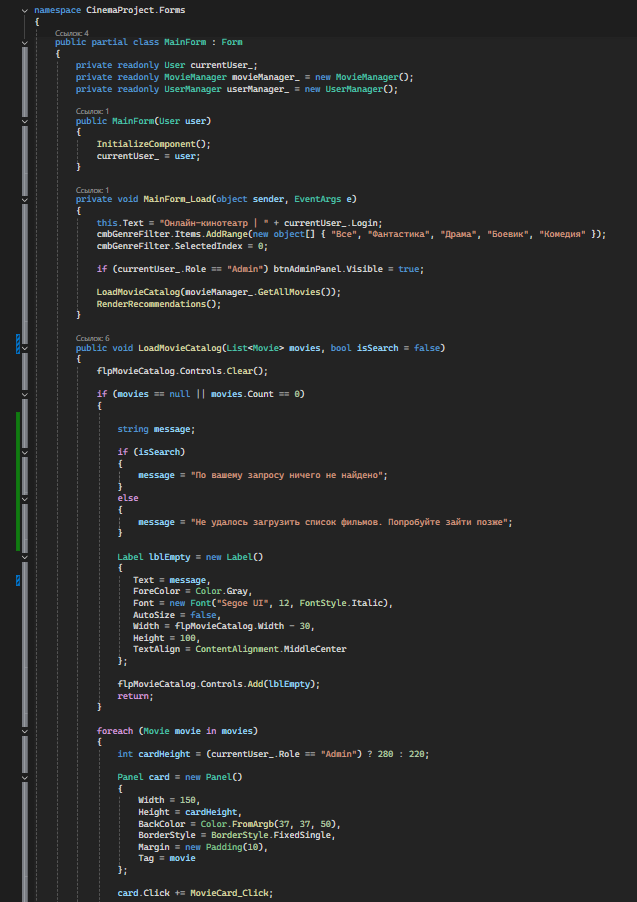 namespace CinemaProject.Forms
{
Ссылок: 4
public partial class MainForm : Form
{
private readonly User currentUser_;
private readonly MovieManager movieManager_ = new MovieManager();
private readonly UserManager userManager_ = new UserManager();
Ссылок: 1
public MainForm(User user)
{
InitializeComponent();
currentUser_ = user;
}
Ссылок: 1
private void MainForm_Load(object sender, EventArgs e)
{
this.Text = "Онлайн-кинотеатр | " + currentUser_.Login;
cmbGenreFilter.Items.AddRange(new object[] { "Все", "Фантастика", "Драма", "Боевик", "Комедия" });
cmbGenreFilter.SelectedIndex = 0;
if (currentUser_.Role == "Admin") btnAdminPanel.Visible = true;
LoadMovieCatalog(movieManager_.GetAllMovies());
RenderRecommendations();
}
Ссылок: 6
public void LoadMovieCatalog(List<Movie> movies, bool isSearch = false)
{
flpMovieCatalog.Controls.Clear();
if (movies == null || movies.Count == 0)
{
string message;
if (isSearch)
{
message = "По вашему запросу ничего не найдено";
}
else
{
message = "Не удалось загрузить список фильмов. Попробуйте зайти позже";
}
Label lblEmpty = new Label()
{
Text = message,
ForeColor = Color.Gray,
Font = new Font("Segoe UI", 12, FontStyle.Italic),
AutoSize = false,
Width = flpMovieCatalog.Width - 30,
Height = 100,
TextAlign = ContentAlignment.MiddleCenter
};
flpMovieCatalog.Controls.Add(lblEmpty);
return;
}
foreach (Movie movie in movies)
{
int cardHeight = (currentUser_.Role == "Admin") ? 280 : 220;
Panel card = new Panel()
{
Width = 150,
Height = cardHeight,
BackColor = Color.FromArgb(37, 37, 50),
BorderStyle = BorderStyle.FixedSingle,
Margin = new Padding(10),
Tag = movie
};
card.Click += MovieCard_Click;